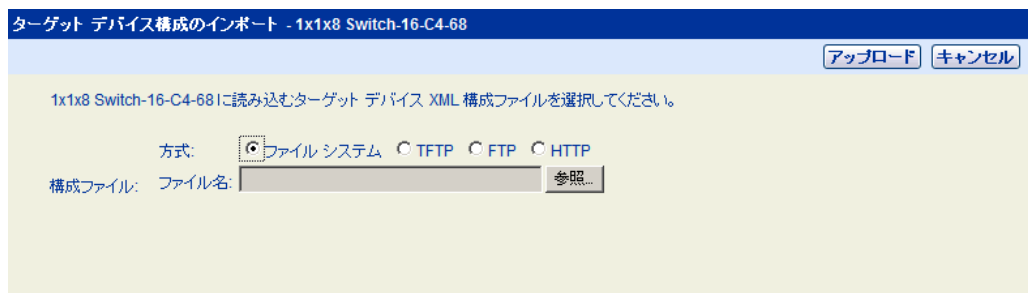 ターゲット デバイス構成のインポート - 1x1x8 Switch-16-C4-68
アップロード キャンセル
1x1x8 Switch-16-C4-68に読み込むターゲット デバイス XML 構成ファイルを選択してください。
方式: ファイル システム TFTP FTP HTTP
構成ファイル: ファイル名: 参照...